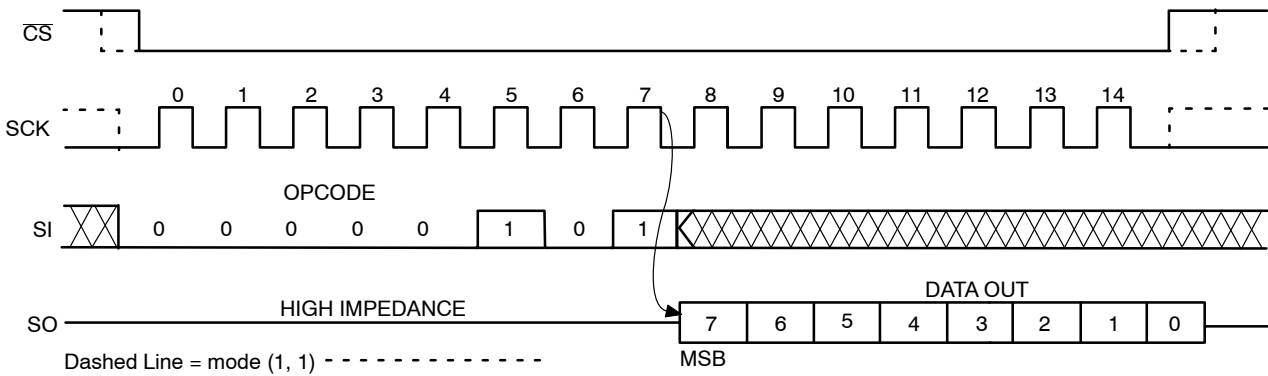 CS
0 1 2 3 4 5 6 7 8 9 10 11 12 13 14
SCK
OPCODE
SI 0 0 0 0 0 1 0 1
DATA OUT
HIGH IMPEDANCE
SO 7 6 5 4 3 2 1 0
Dashed Line = mode (1, 1) MSB